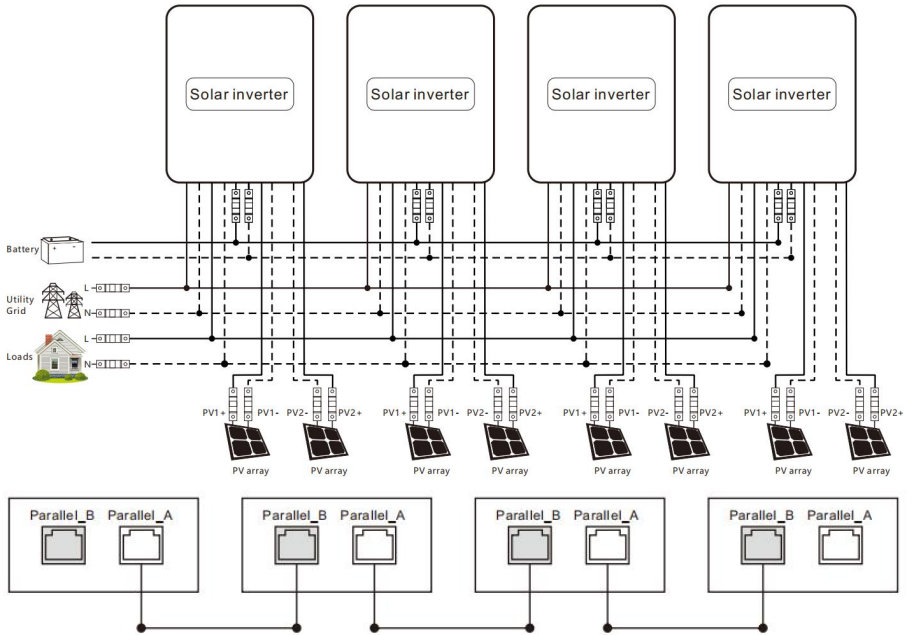 Solar inverter Solar inverter Solar inverter Solar inverter
Battery + -
Utility
Grid
L
N
L
Loads
N
PV1+ PV1- PV2- PV2+ PV1+ PV1- PV2- PV2+ PV1+ PV1- PV2- PV2+ PV1+ PV1- PV2- PV2+
PV array PV array PV array PV array PV array PV array PV array PV array
Parallel_B Parallel_A Parallel_B Parallel_A Parallel_B Parallel_A Parallel_B Parallel_A